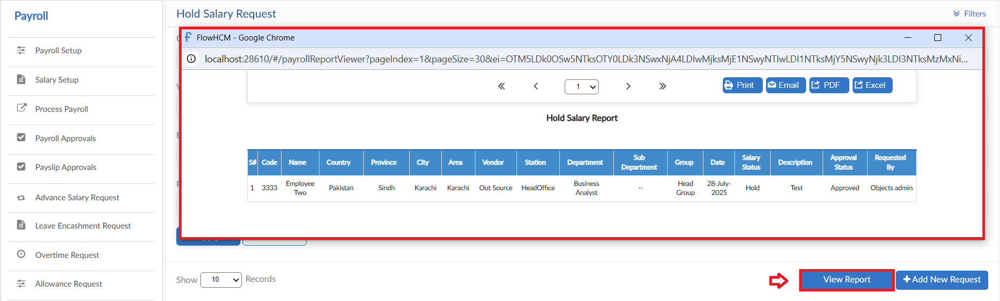 Payroll
Payroll Setup
Salary Setup
Process Payroll
Payroll Approvals
Payslip Approvals
Advance Salary Request
Leave Encashment Request
Overtime Request
Allowance Request
Hold Salary Request
Filters
FlowHCM - Google Chrome
localhost:28610/#/payrollReportViewer?pageIndex=1&pageSize=30&ei=OTM5LDk0OSw5NTksOTY0LDk3NSwxNjA4LDIwMjksMjE1NSwyNTIwLDI1NTksMjY5NSwyNjk3LDI3NTksMzMxNi...
1
Print Email PDF Excel
Hold Salary Report
S# Code Name Country Province City Area Vendor Station Department Sub Department Group Date Salary Status Description Approval Status Requested By
1 3333 Employee Two Pakistan Sindh Karachi Karachi Out Source HeadOffice Business Analyst -- Head Group 28-July-2025 Hold Test Approved Objects admin
Show 10 Records
View Report
Add New Request